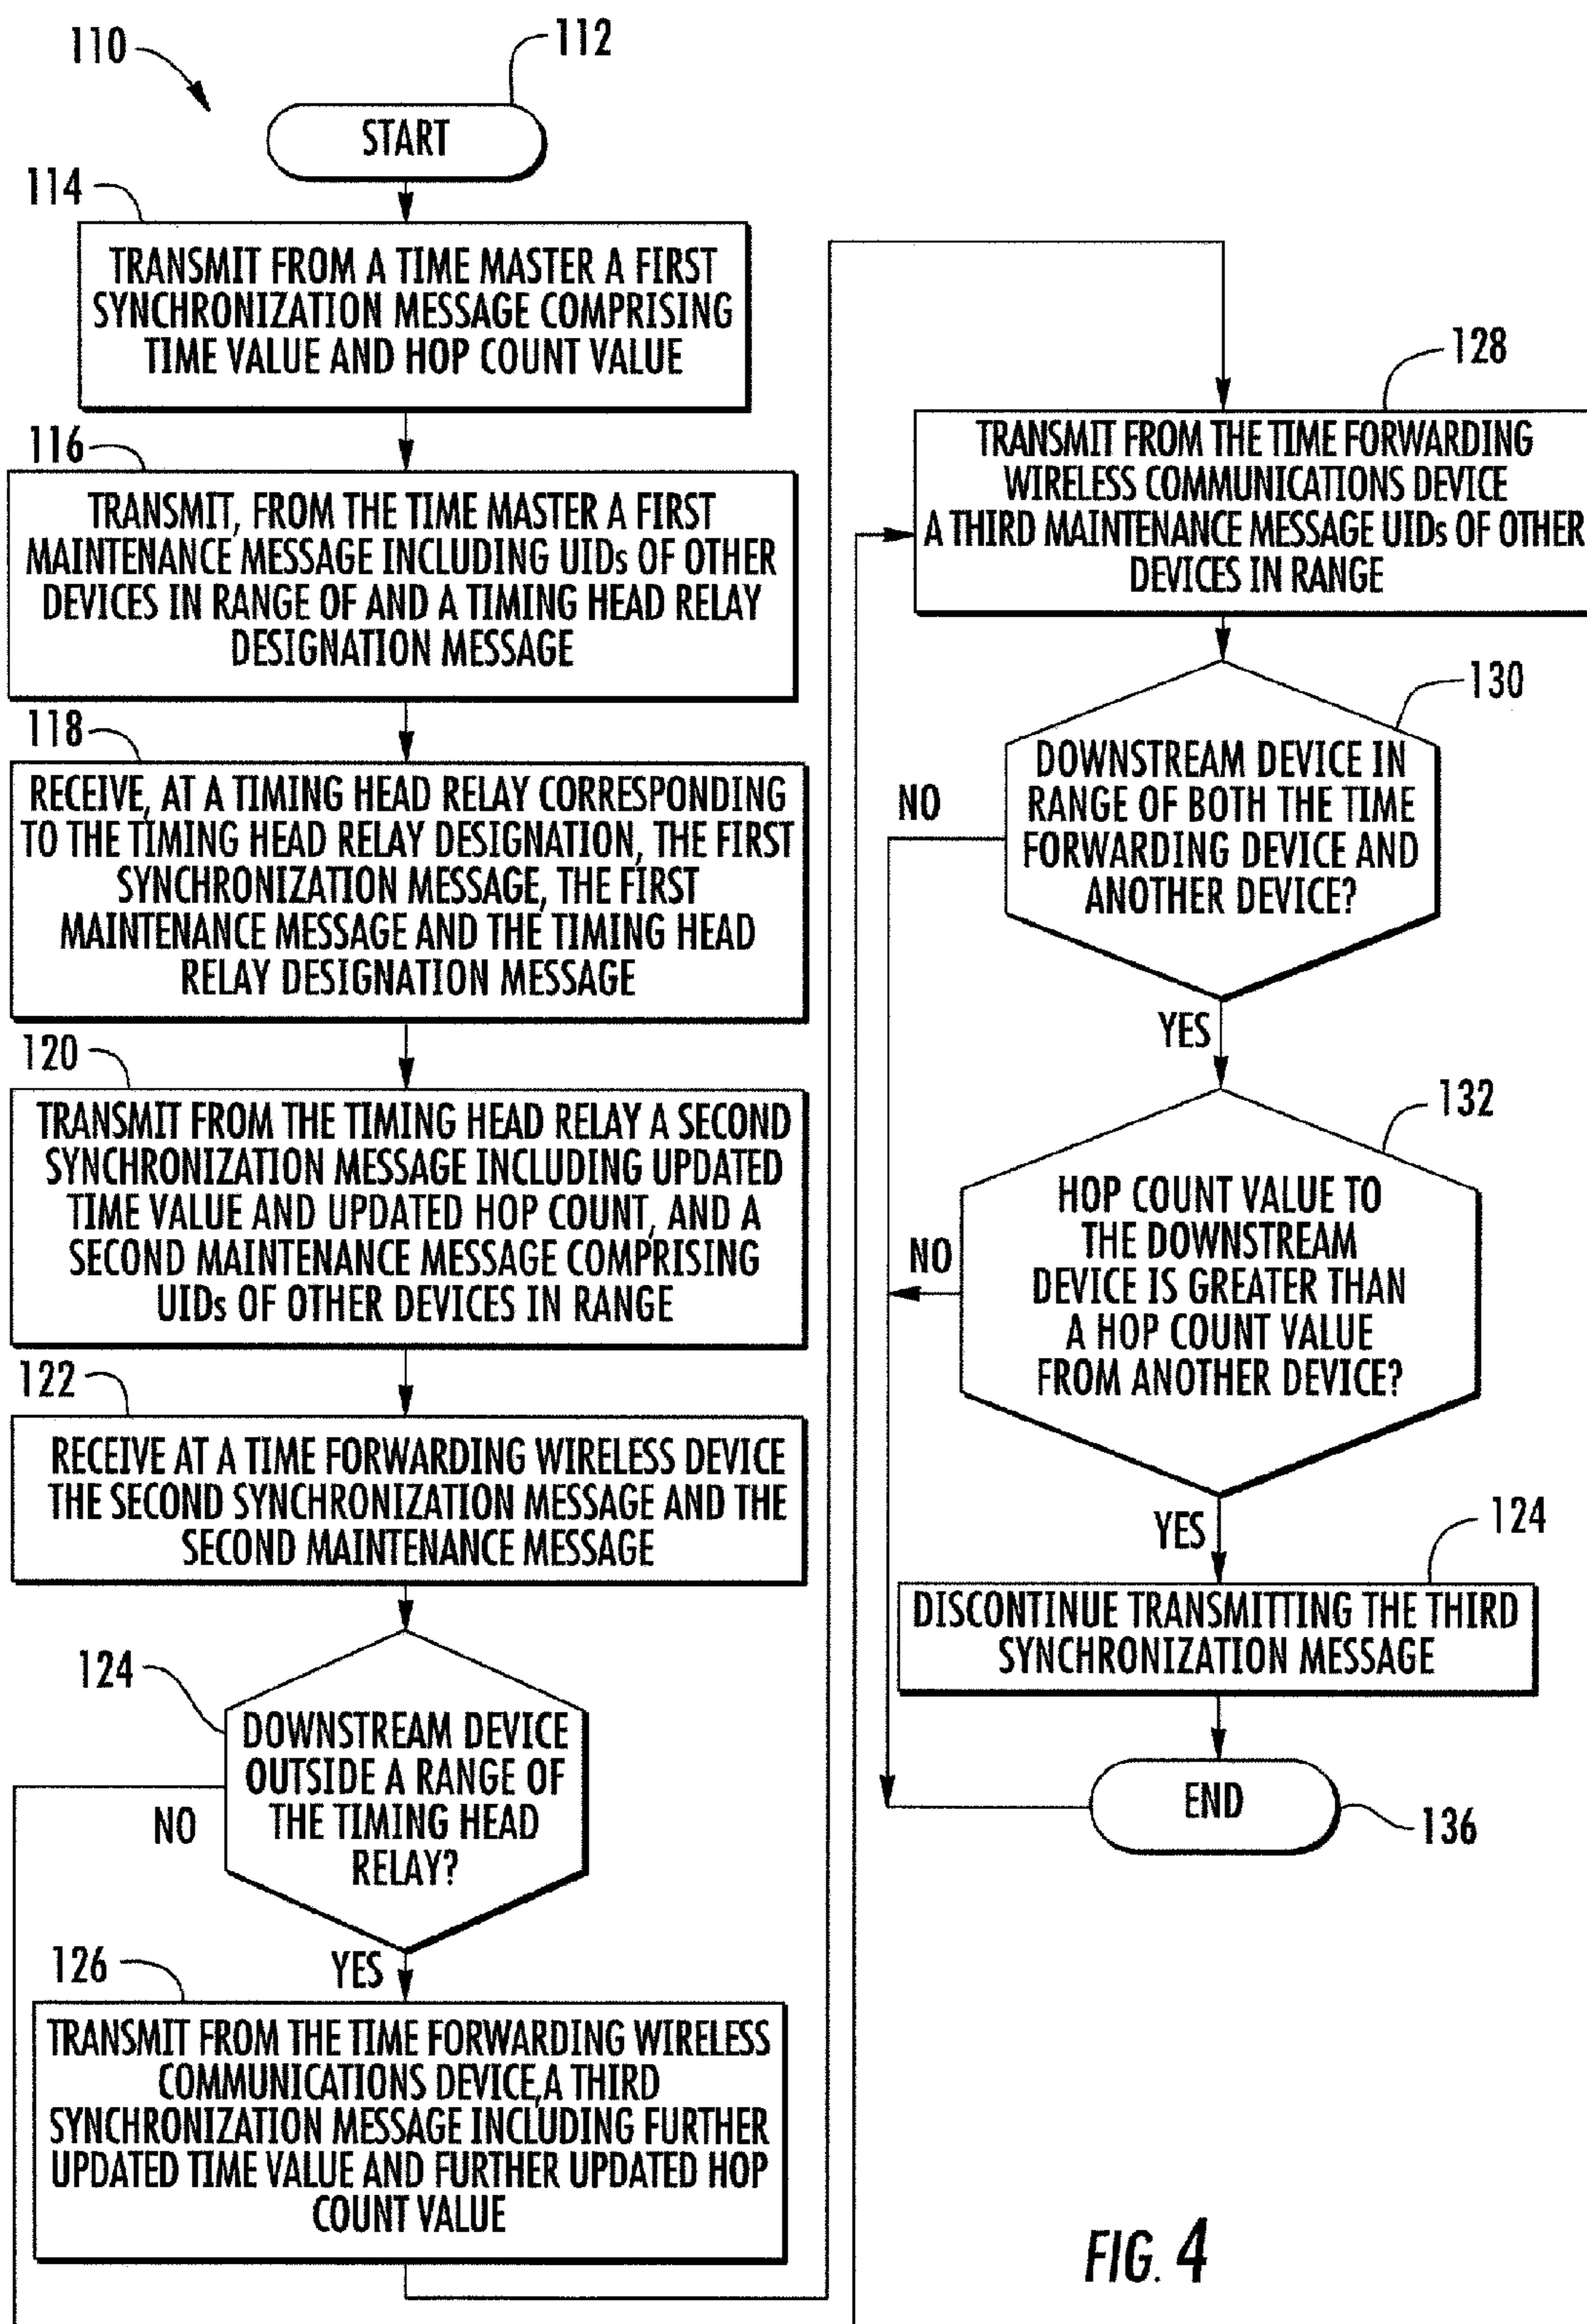 110
112
START
114
TRANSMIT FROM A TIME MASTER A FIRST
SYNCHRONIZATION MESSAGE COMPRISING
TIME VALUE AND HOP COUNT VALUE
116
TRANSMIT, FROM THE TIME MASTER A FIRST
MAINTENANCE MESSAGE INCLUDING UIDs OF OTHER
DEVICES IN RANGE OF AND A TIMING HEAD RELAY
DESIGNATION MESSAGE
118
RECEIVE, AT A TIMING HEAD RELAY CORRESPONDING
TO THE TIMING HEAD RELAY DESIGNATION, THE FIRST
SYNCHRONIZATION MESSAGE, THE FIRST
MAINTENANCE MESSAGE AND THE TIMING HEAD
RELAY DESIGNATION MESSAGE
120
TRANSMIT FROM THE TIMING HEAD RELAY A SECOND
SYNCHRONIZATION MESSAGE INCLUDING UPDATED
TIME VALUE AND UPDATED HOP COUNT, AND A
SECOND MAINTENANCE MESSAGE COMPRISING
UIDs OF OTHER DEVICES IN RANGE
122
RECEIVE AT A TIME FORWARDING WIRELESS DEVICE
THE SECOND SYNCHRONIZATION MESSAGE AND THE
SECOND MAINTENANCE MESSAGE
124
DOWNSTREAM DEVICE
OUTSIDE A RANGE OF
THE TIMING HEAD
RELAY?
NO
YES
126
TRANSMIT FROM THE TIME FORWARDING WIRELESS
COMMUNICATIONS DEVICE,A THIRD
SYNCHRONIZATION MESSAGE INCLUDING FURTHER
UPDATED TIME VALUE AND FURTHER UPDATED HOP
COUNT VALUE
128
TRANSMIT FROM THE TIME FORWARDING
WIRELESS COMMUNICATIONS DEVICE
A THIRD MAINTENANCE MESSAGE UIDs OF OTHER
DEVICES IN RANGE
130
DOWNSTREAM DEVICE IN
RANGE OF BOTH THE TIME
FORWARDING DEVICE AND
ANOTHER DEVICE?
NO
YES
132
HOP COUNT VALUE TO
THE DOWNSTREAM
DEVICE IS GREATER THAN
A HOP COUNT VALUE
FROM ANOTHER DEVICE?
NO
YES
124
DISCONTINUE TRANSMITTING THE THIRD
SYNCHRONIZATION MESSAGE
END
136
FIG. 4